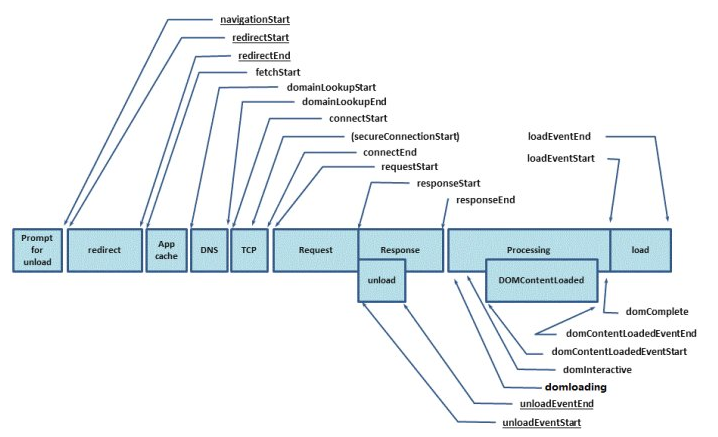 navigationStart
redirectStart
redirectEnd
fetchStart
domainLookupStart
domainLookupEnd
connectStart
(secureConnectionStart)
loadEventEnd
connectEnd
loadEventStart
requestStart
responseStart
responseEnd
Prompt
for
unload
redirect
App
cache
DNS
TCP
Request
Response
Processing
load
unload
DOMContentLoaded
domComplete
domContentLoadedEventEnd
domContentLoadedEventStart
domInteractive
domloading
unloadEventEnd
unloadEventStart